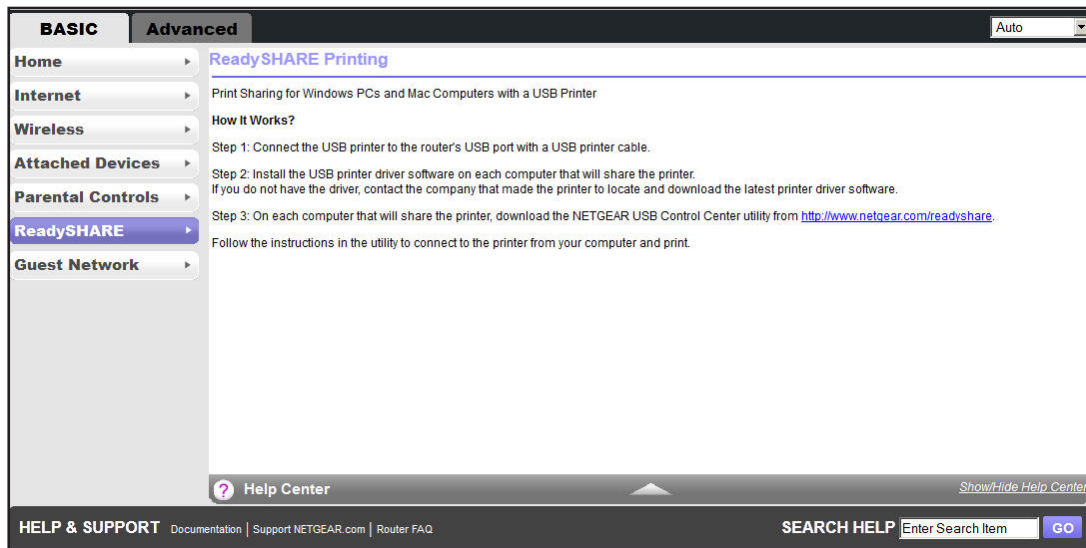 BASIC
Advanced
Auto
Home
Internet
Wireless
Attached Devices
Parental Controls
ReadySHARE
Guest Network
ReadySHARE Printing
Print Sharing for Windows PCs and Mac Computers with a USB Printer
How It Works?
Step 1: Connect the USB printer to the router's USB port with a USB printer cable.
Step 2: Install the USB printer driver software on each computer that will share the printer.
If you do not have the driver, contact the company that made the printer to locate and download the latest printer driver software.
Step 3: On each computer that will share the printer, download the NETGEAR USB Control Center utility from http://www.netgear.com/readyshare.
Follow the instructions in the utility to connect to the printer from your computer and print.
? Help Center
Show/Hide Help Center
HELP & SUPPORT Documentation | Support NETGEAR.com | Router FAQ
SEARCH HELP Enter Search Item GO